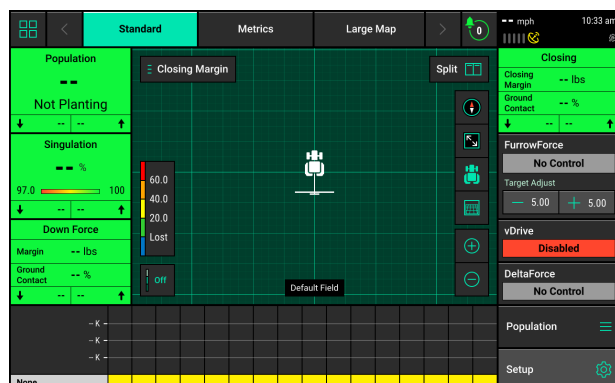 Standard
Metrics
Large Map
0
-- mph
10:33 am
Population
--
Not Planting
-- --
Singulation
-- %
97.0 100
-- --
Down Force
Margin -- lbs
Ground
Contact -- %
-- --
Closing Margin
Split
60.0
40.0
20.0
Lost
Off
Default Field
Closing
Closing
Margin -- lbs
Ground
Contact -- %
-- --
FurrowForce
No Control
Target Adjust
− 5.00 + 5.00
vDrive
Disabled
DeltaForce
No Control
Population
Setup
– K –
– K –
– K –
None